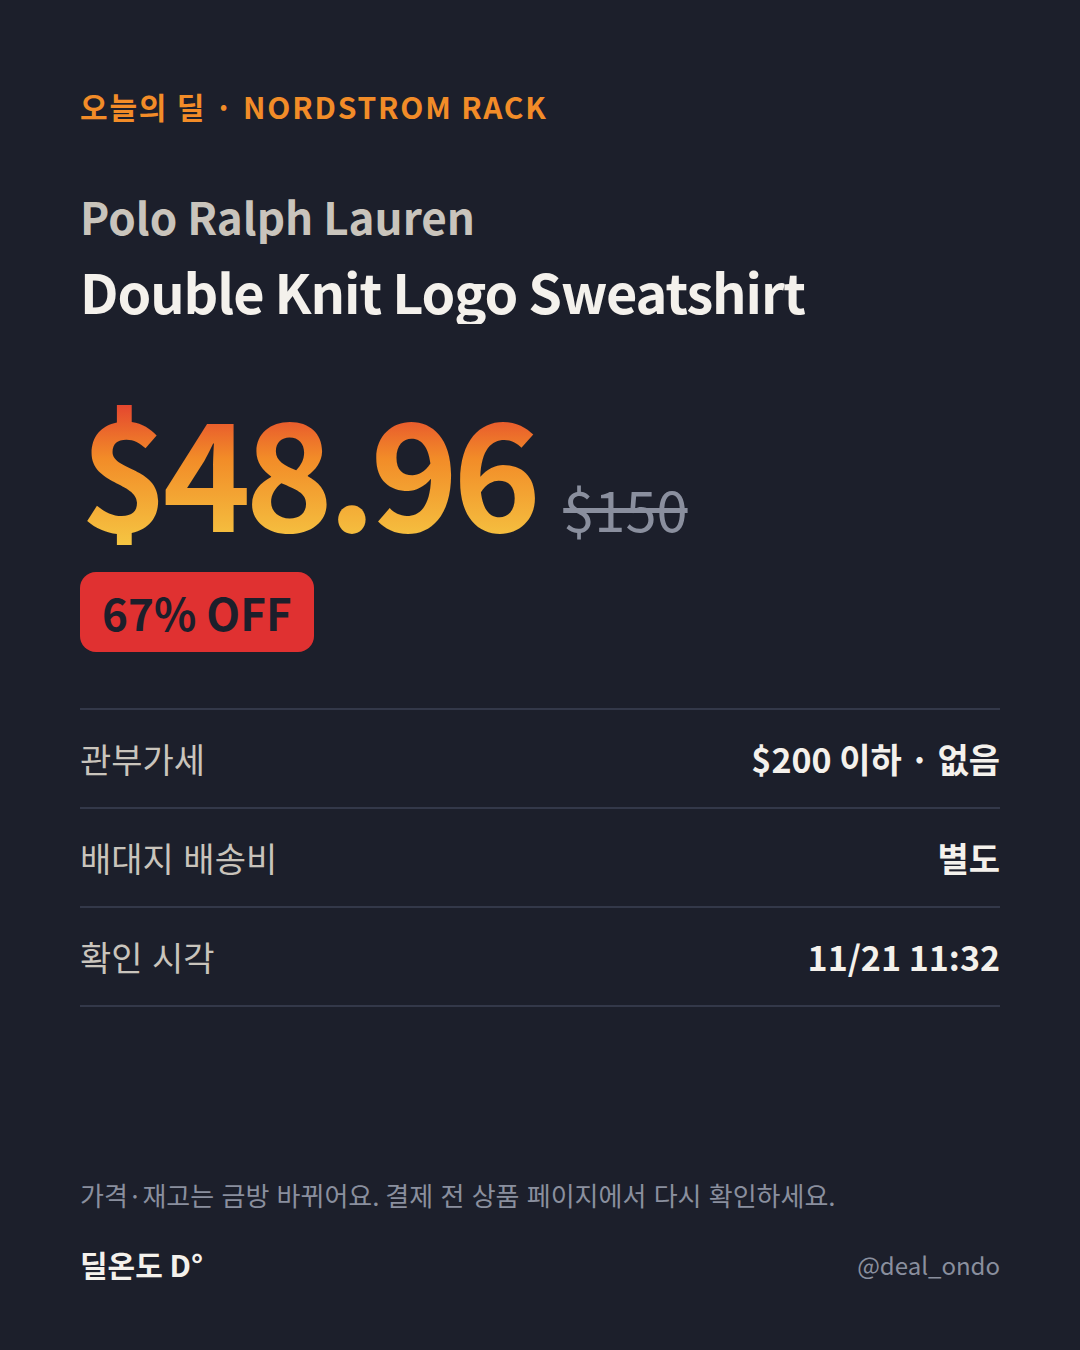 오늘의 딜 · NORDSTROM RACK
Polo Ralph Lauren
Double Knit Logo Sweatshirt
$48.96 $150
67% OFF
관부가세 $200 이하 · 없음
배대지 배송비 별도
확인 시각 11/21 11:32
가격·재고는 금방 바뀌어요. 결제 전 상품 페이지에서 다시 확인하세요.
딜온도 D° @deal_ondo